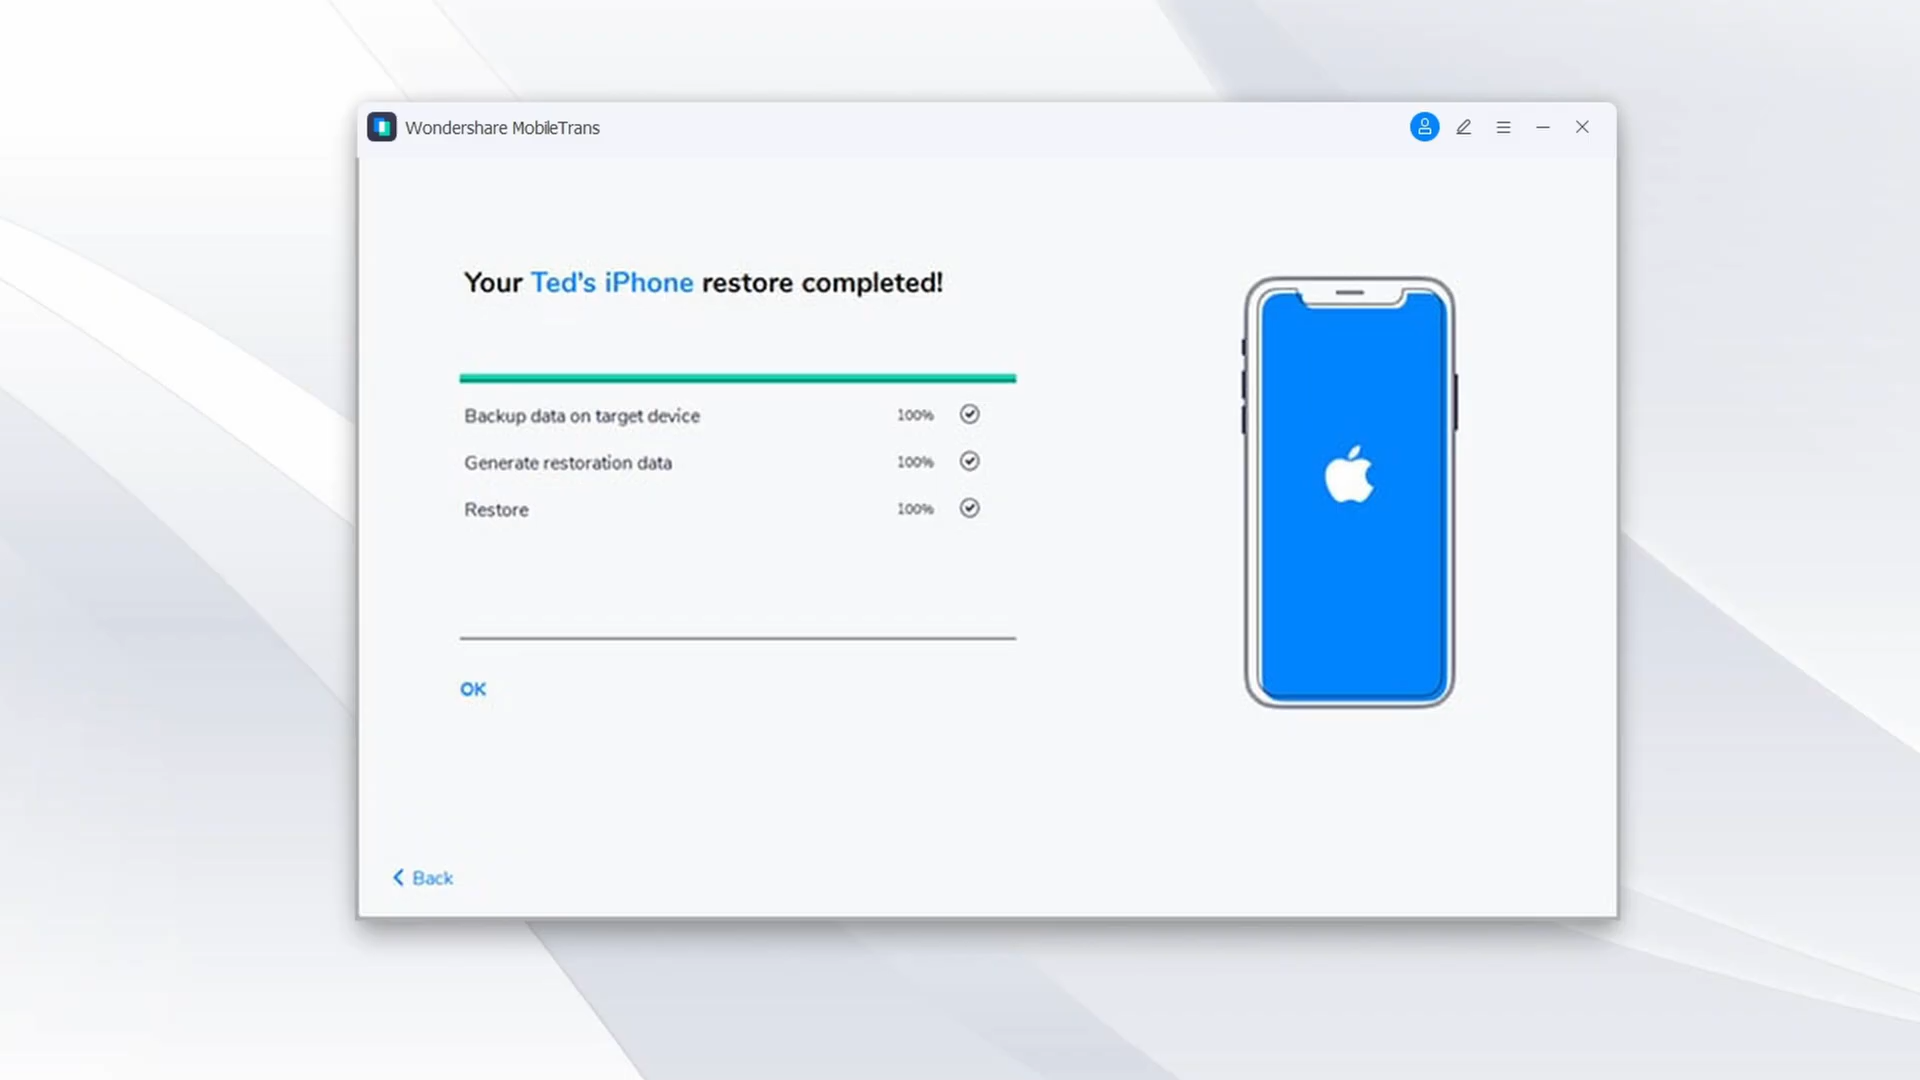 Wondershare MobileTrans
Your Ted's iPhone restore completed!
Backup data on target device 100%
Generate restoration data 100%
Restore 100%
OK
Back